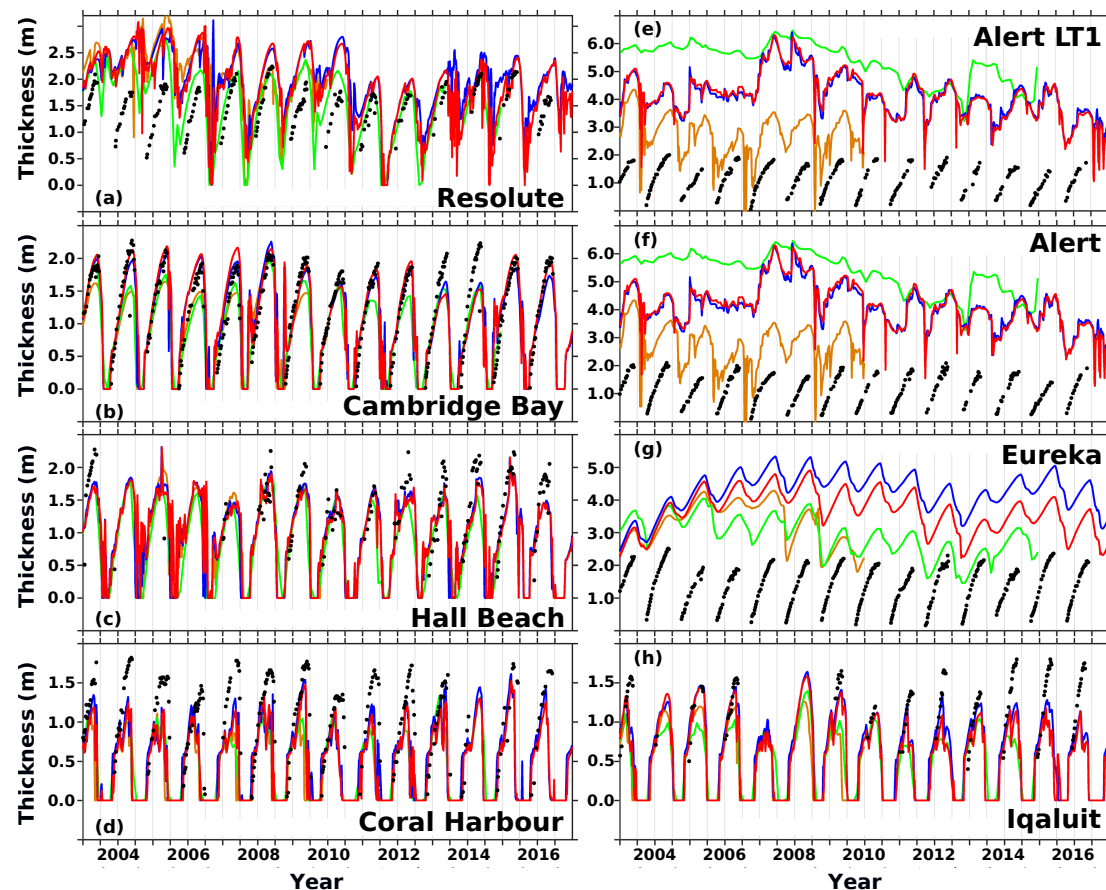 Thickness (m)
2.5
2.0
1.5
1.0
0.5
0.0
(a)
Resolute
Thickness (m)
2.0
1.5
1.0
0.5
0.0
(b)
Cambridge Bay
Thickness (m)
2.0
1.5
1.0
0.5
0.0
(c)
Hall Beach
Thickness (m)
1.5
1.0
0.5
0.0
(d)
Coral Harbour
2004 2006 2008 2010 2012 2014 2016
Year
(e)
Alert LT1
6.0
5.0
4.0
3.0
2.0
1.0
(f)
Alert
6.0
5.0
4.0
3.0
2.0
1.0
(g)
Eureka
5.0
4.0
3.0
2.0
1.0
(h)
1.5
1.0
0.5
0.0
Iqaluit
2004 2006 2008 2010 2012 2014 2016
Year